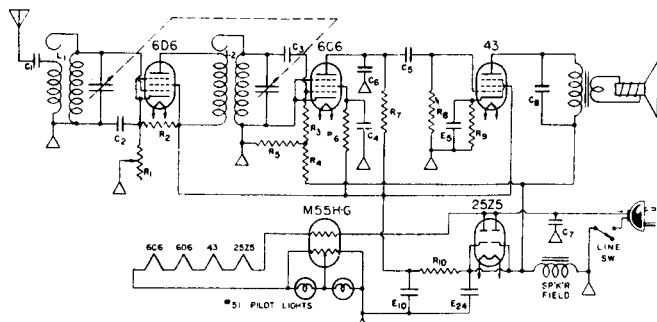 6D6 6C6 43
C1 L1 L2 C3 C6 C5 C8
C2 R2 R3 R6 C4 R7 R8 E5 R9
R5 R4
R1
M55H-G 25Z5
6C6 6D6 43 25Z5 C7
LINE
SW
R10
#51 PILOT LIGHTS E10 E24 SP'K'R
FIELD